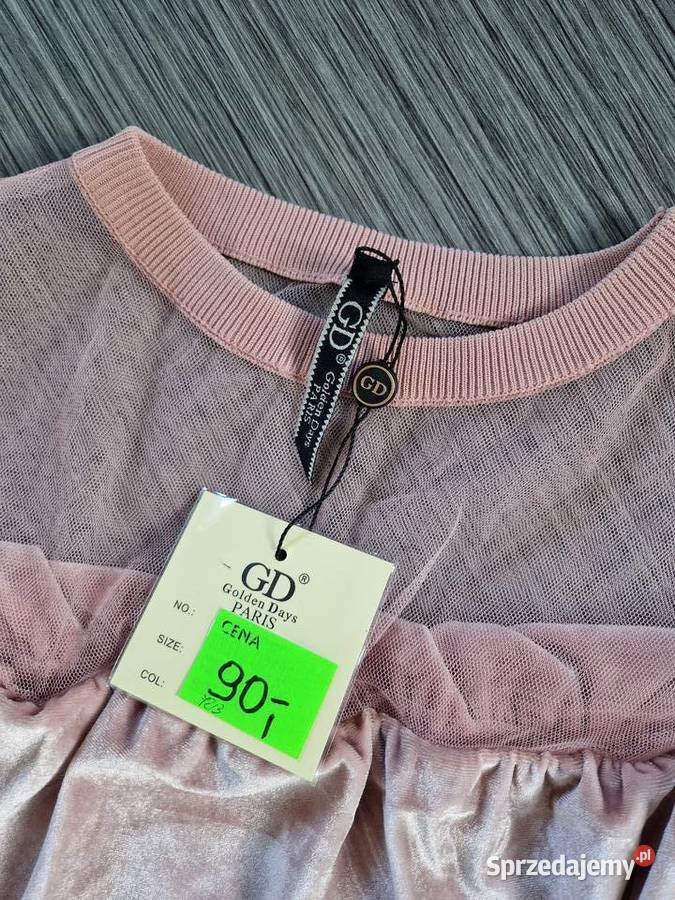 GD®
Golden Days
PARIS
GD
GD®
Golden Days
PARIS
NO.:
SIZE:
COL:
CENA
90,-
Sprzedajemy.pl